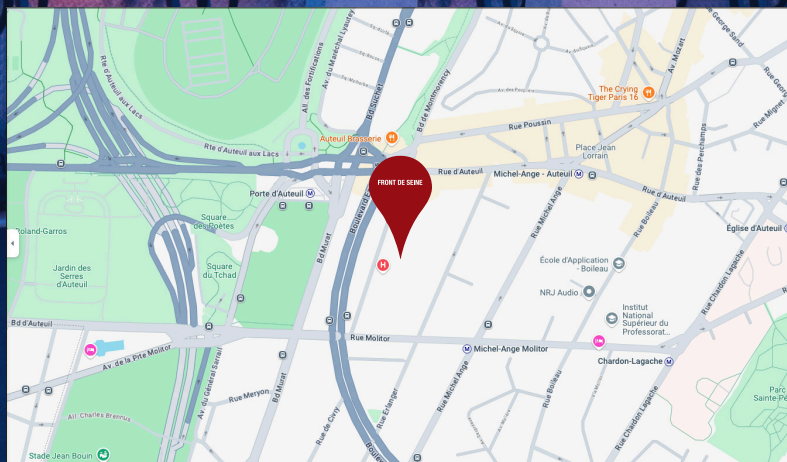 Rte d'Auteuil aux Lacs
All. des Fortifications
Av. du Maréchal Lyautey
Bd Suchet
Bd de Montmorency
Rue George Sand
Av. Mozart
Rue Mignet
The Crying
Tiger Paris 16
Auteuil Brasserie
Rue Poussin
Rte d'Auteuil aux Lacs
Place Jean
Lorrain
Rue des Perchamps
FRONT DE SEINE
Rue d'Auteuil
Michel-Ange - Auteuil
Porte d'Auteuil
Rue d'Auteuil
Square
des Poètes
Roland-Garros
Bd Murat
Rue Michel Ange
Rue Boileau
Église d'Auteuil
Jardin des
Serres
d'Auteuil
Square
du Tchad
École d'Application
- Boileau
NRJ Audio
Rue Chardon Lagache
Institut
National
Supérieur du
Professorat...
Bd d'Auteuil
Rue Molitor
Michel-Ange Molitor
Chardon-Lagache
Av. de la Prte Molitor
Av. du Général Sarrail
Rue Meryon
Bd Murat
Rue de Civry
Rue Erlanger
Rue Michel Ange
Rue Boileau
Rue Chardon Lagache
Parc
All. Charles Brennus
Stade Jean Bouin